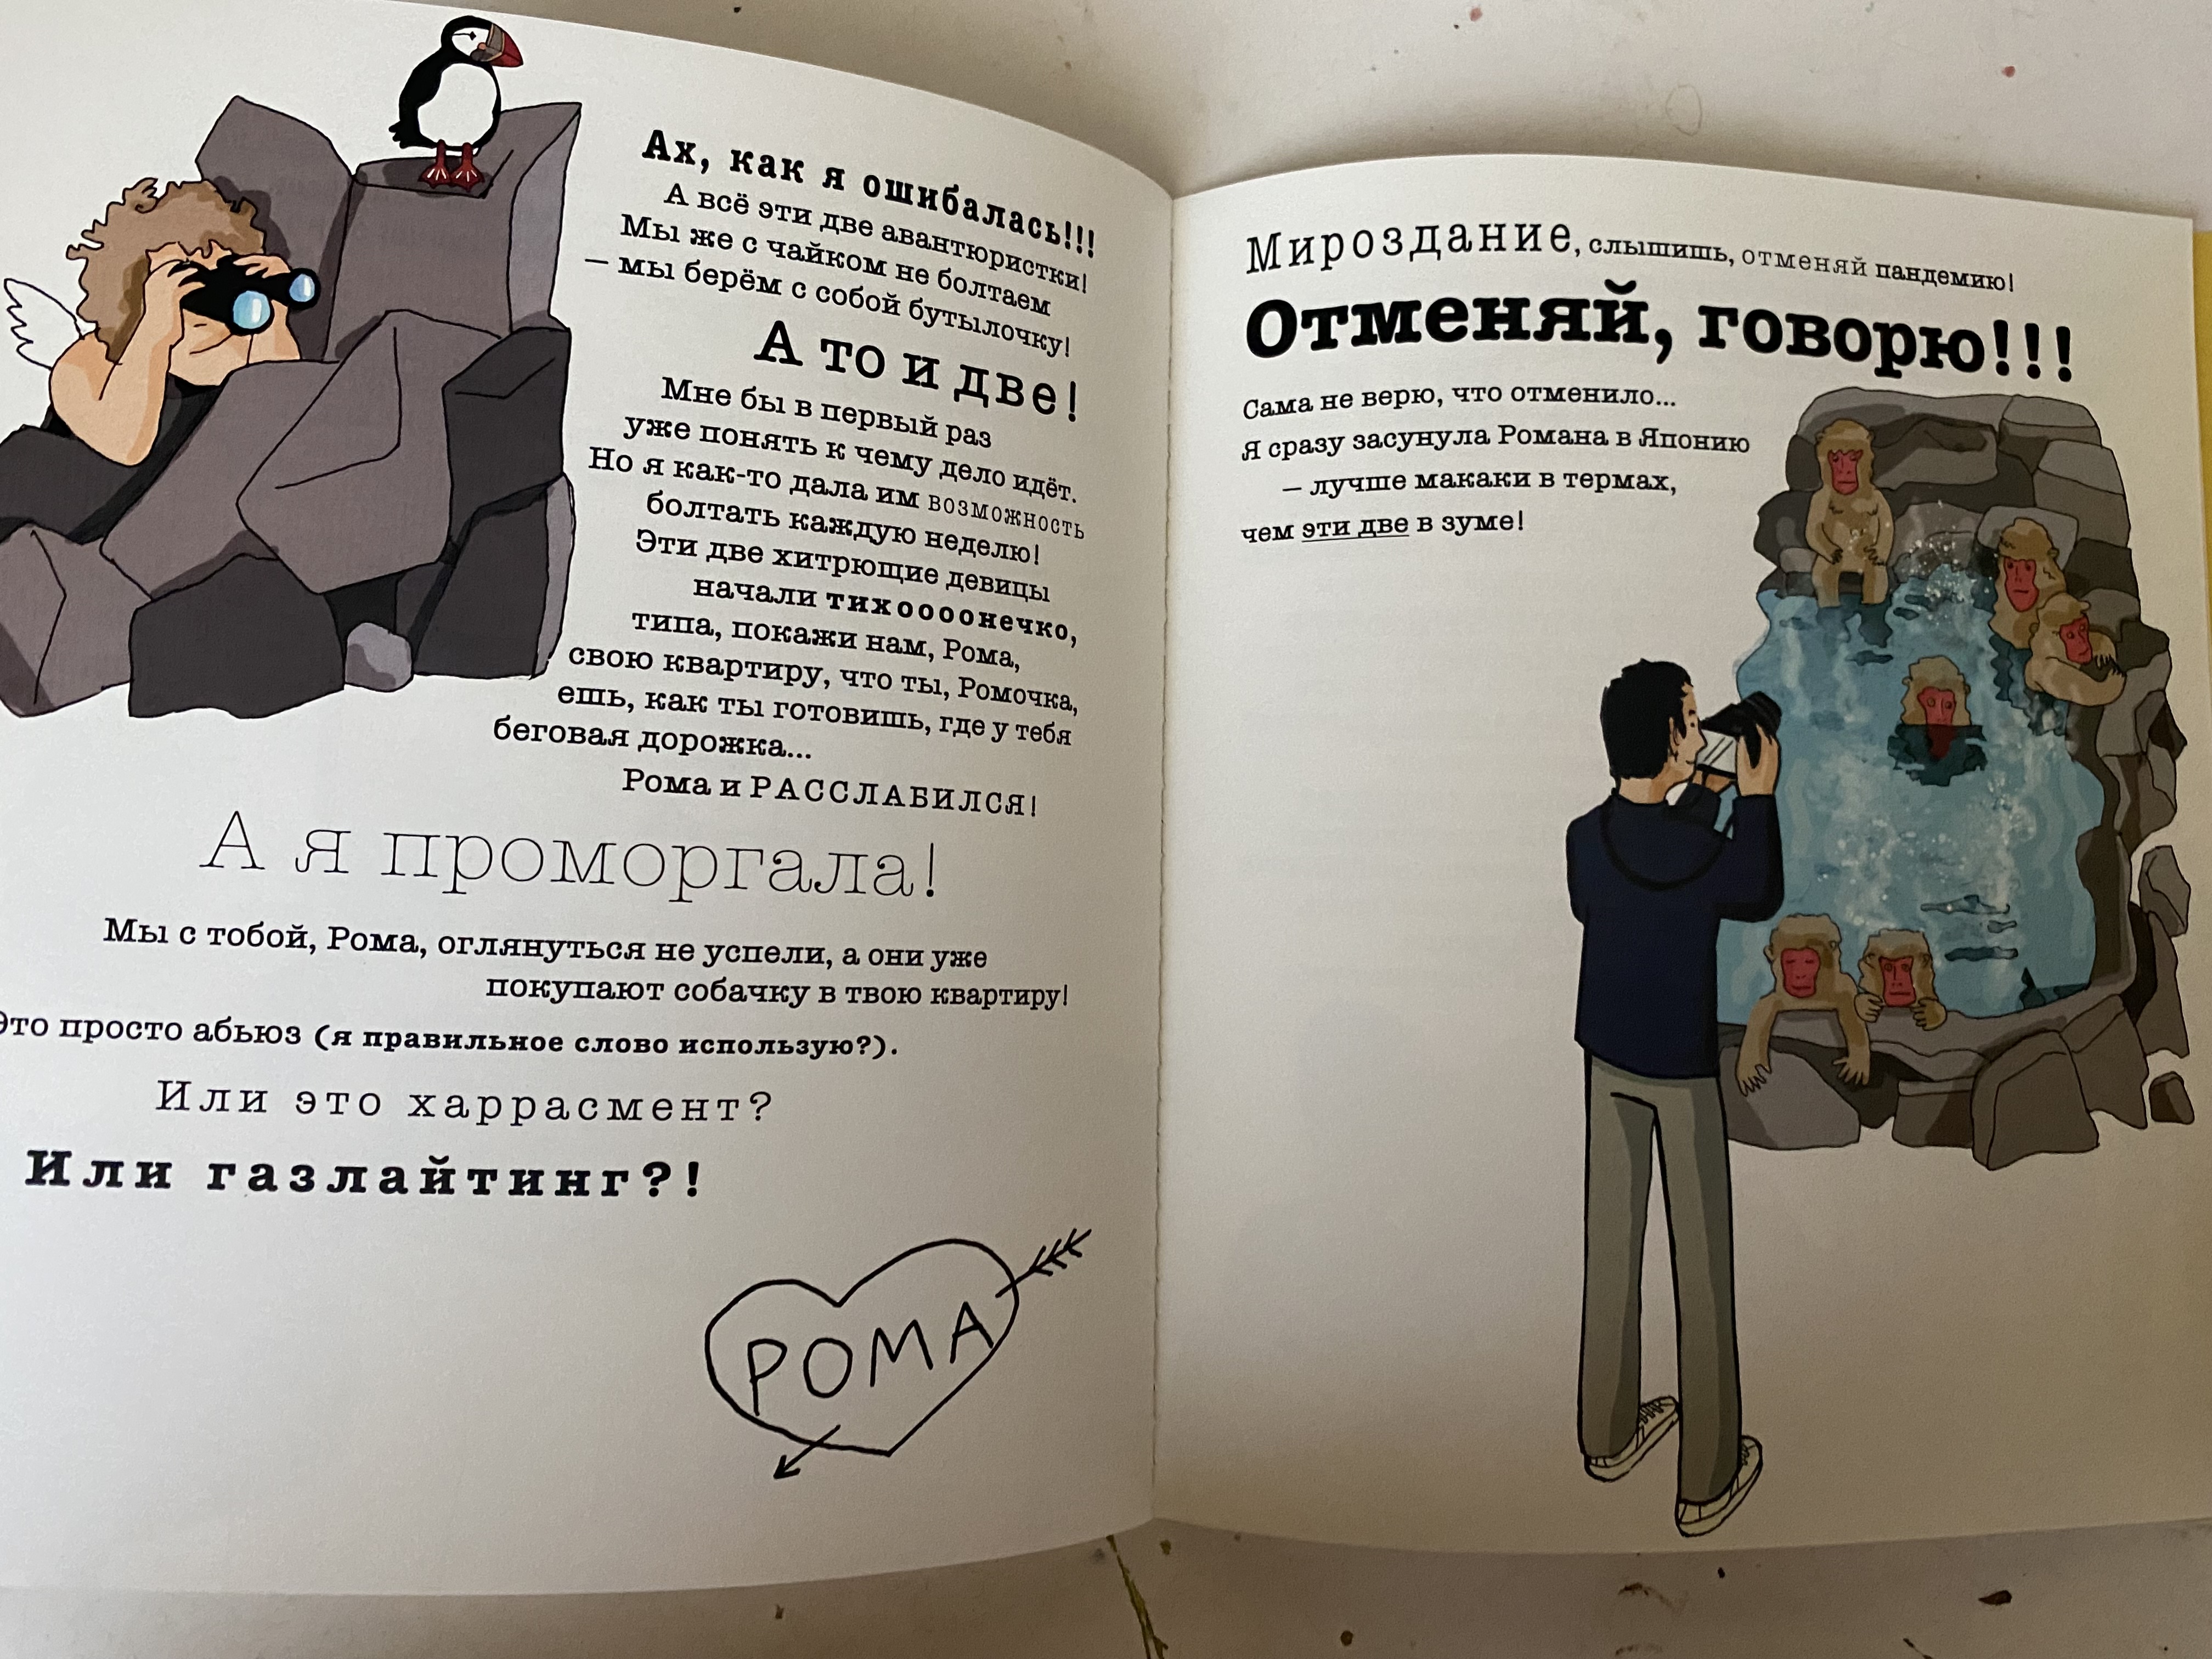 Ах, как я ошибалась!!!
А всё эти две авантюристки!
Мы же с чайком не болтаем
— мы берём с собой бутылочку!
А то и две!
Мне бы в первый раз
уже понять к чему дело идёт.
Но я как-то дала им возможность
болтать каждую неделю!
Эти две хитрющие девицы
начали тихоооонечко,
типа, покажи нам, Рома,
свою квартиру, что ты, Ромочка,
ешь, как ты готовишь, где у тебя
беговая дорожка...
Рома и РАССЛАБИЛСЯ!
А я проморгала!
Мы с тобой, Рома, оглянуться не успели, а они уже
покупают собачку в твою квартиру!
Это просто абьюз (я правильное слово использую?).
Или это харрасмент?
Или газлайтинг?!
РОМА
Мироздание, слышишь, отменяй пандемию!
Отменяй, говорю!!!
Сама не верю, что отменило...
Я сразу засунула Романа в Японию
— лучше макаки в термах,
чем эти две в зуме!